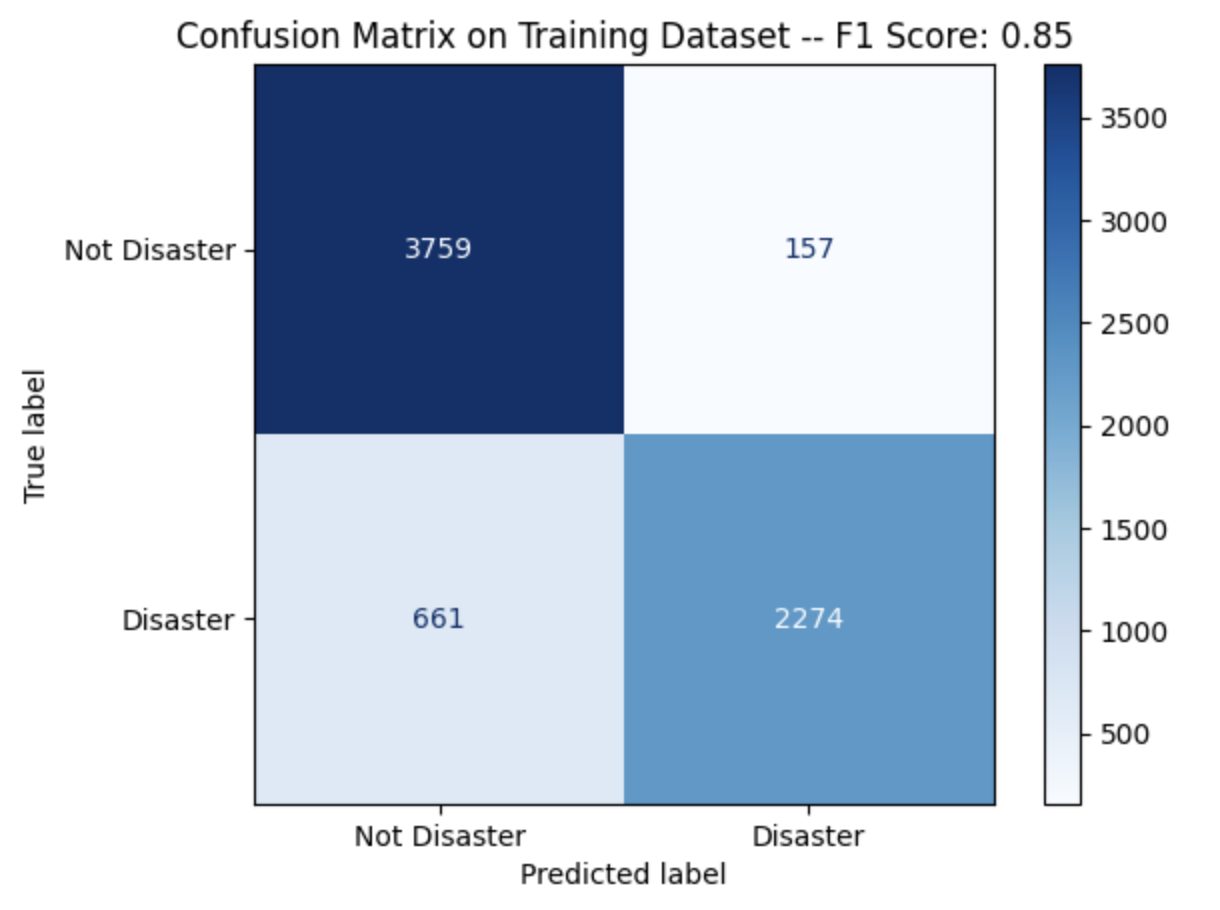 Confusion Matrix on Training Dataset -- F1 Score: 0.85
True label
Not Disaster
Disaster
3759
157
661
2274
Not Disaster
Disaster
Predicted label
3500
3000
2500
2000
1500
1000
500